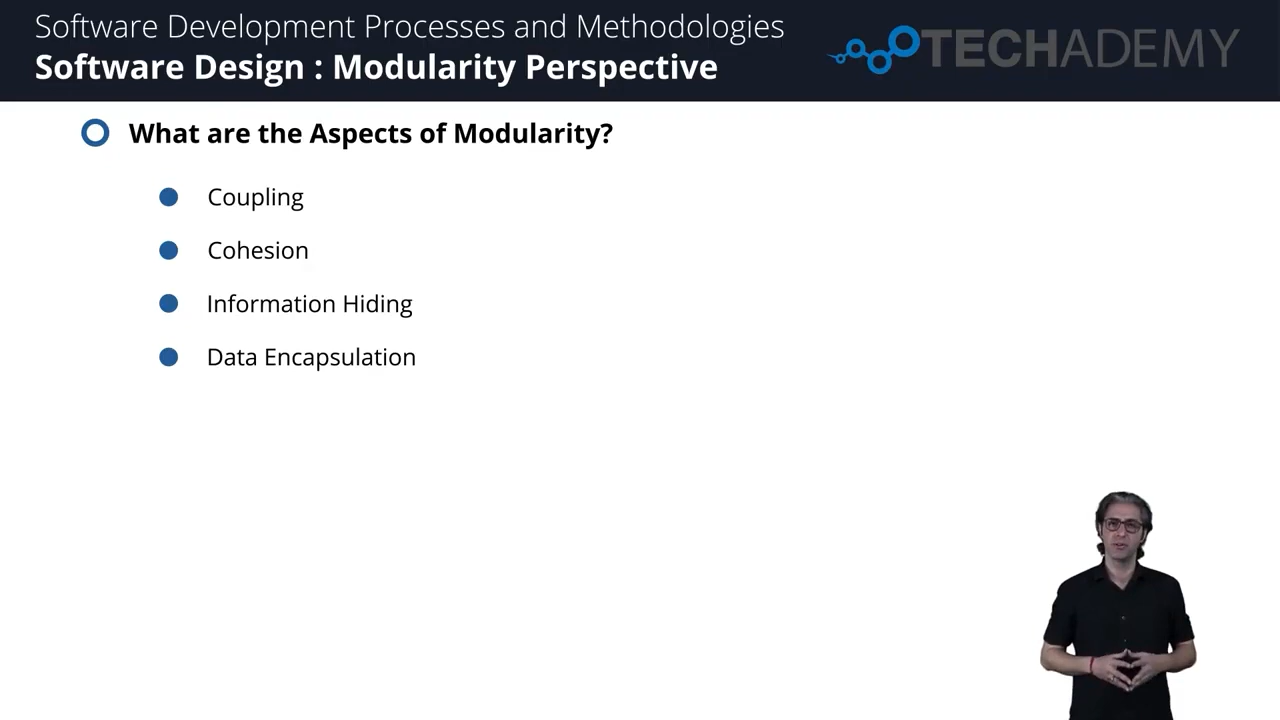 Software Development Processes and Methodologies
Software Design : Modularity Perspective
TECHADEMY
What are the Aspects of Modularity?
Coupling
Cohesion
Information Hiding
Data Encapsulation